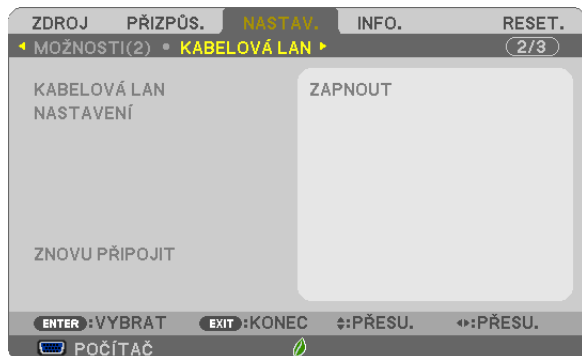 ZDROJ PŘIZPŮS. NASTAV. INFO. RESET.
MOŽNOSTI(2) • KABELOVÁ LAN 2/3
KABELOVÁ LAN ZAPNOUT
NASTAVENÍ
ZNOVU PŘIPOJIT
ENTER :VYBRAT EXIT :KONEC :PŘESU. :PŘESU.
POČÍTAČ